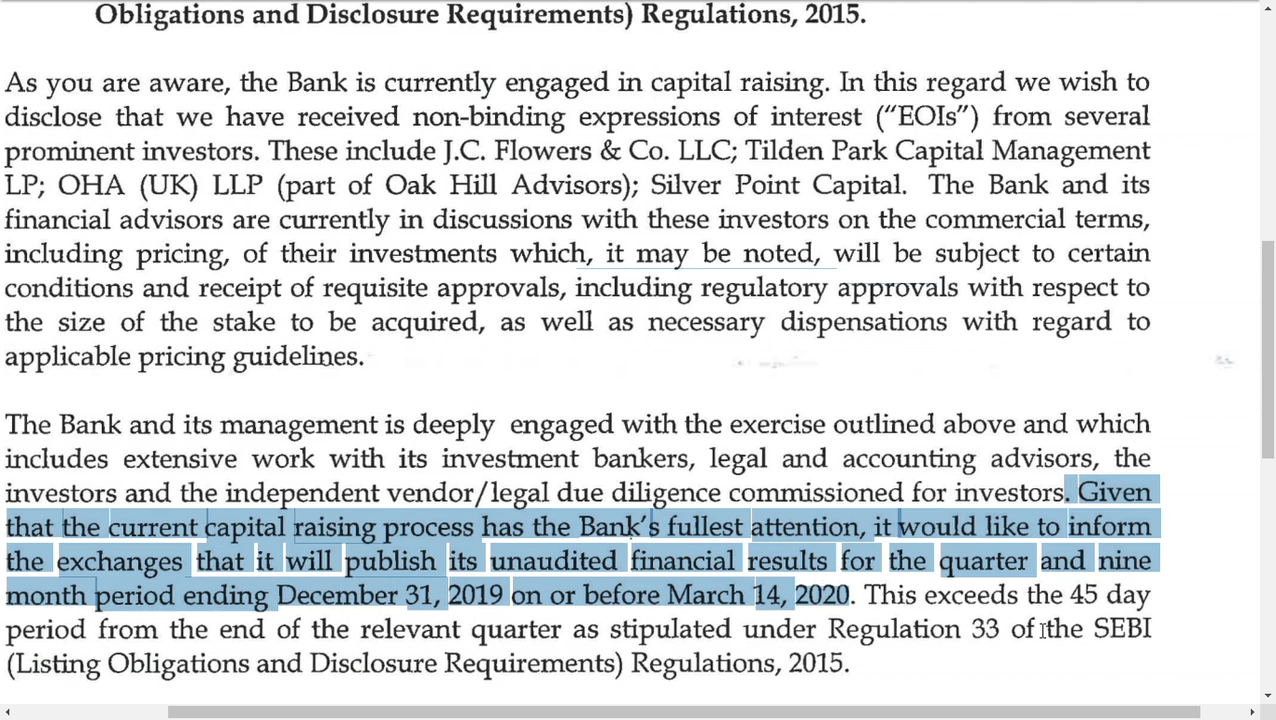 Obligations and Disclosure Requirements) Regulations, 2015.
As you are aware, the Bank is currently engaged in capital raising. In this regard we wish to
disclose that we have received non-binding expressions of interest (“EOIs”) from several
prominent investors. These include J.C. Flowers & Co. LLC; Tilden Park Capital Management
LP; OHA (UK) LLP (part of Oak Hill Advisors); Silver Point Capital. The Bank and its
financial advisors are currently in discussions with these investors on the commercial terms,
including pricing, of their investments which, it may be noted, will be subject to certain
conditions and receipt of requisite approvals, including regulatory approvals with respect to
the size of the stake to be acquired, as well as necessary dispensations with regard to
applicable pricing guidelines.
The Bank and its management is deeply engaged with the exercise outlined above and which
includes extensive work with its investment bankers, legal and accounting advisors, the
investors and the independent vendor/legal due diligence commissioned for investors. Given
that the current capital raising process has the Bank’s fullest attention, it would like to inform
the exchanges that it will publish its unaudited financial results for the quarter and nine
month period ending December 31, 2019 on or before March 14, 2020. This exceeds the 45 day
period from the end of the relevant quarter as stipulated under Regulation 33 of the SEBI
(Listing Obligations and Disclosure Requirements) Regulations, 2015.